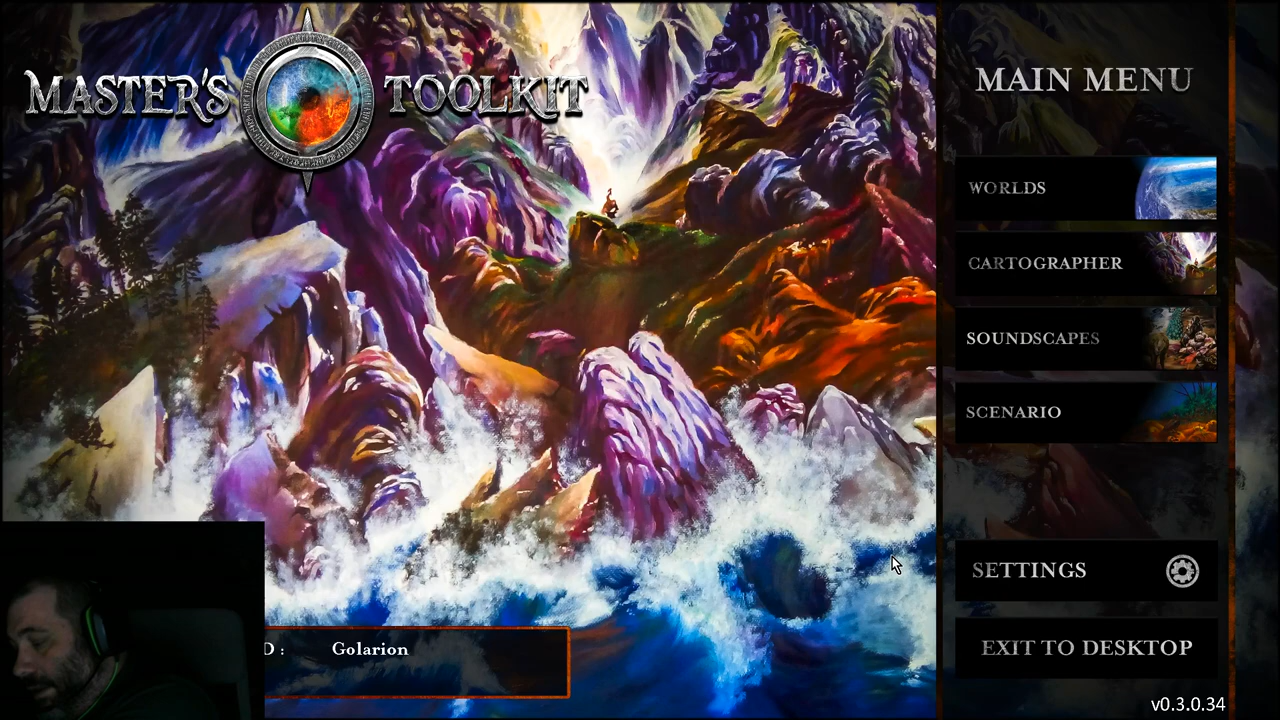 MASTER'S TOOLKIT
MAIN MENU
WORLDS
CARTOGRAPHER
SOUNDSCAPES
SCENARIO
SETTINGS
EXIT TO DESKTOP
D : Golarion
v0.3.0.34